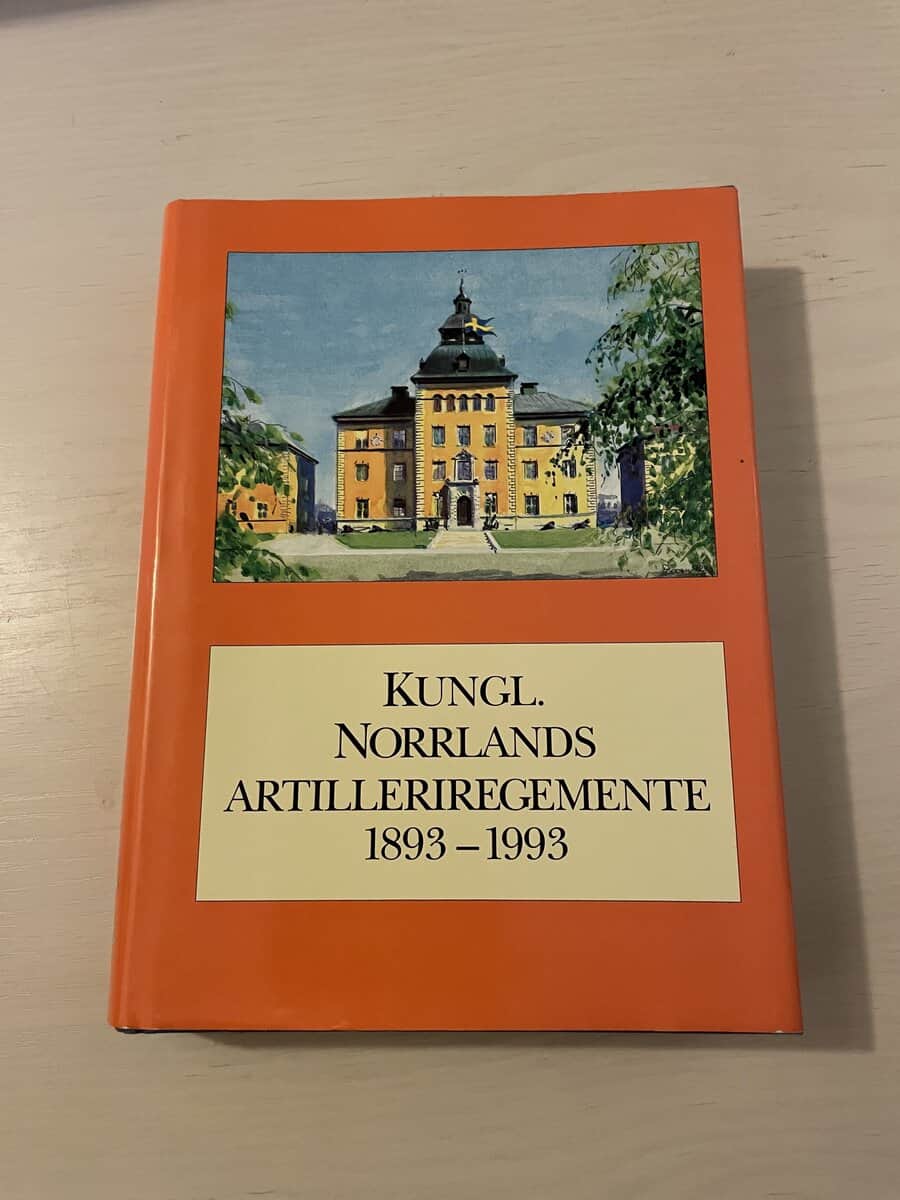 KUNGL.
NORRLANDS
ARTILLERIREGEMENTE
1893–1993